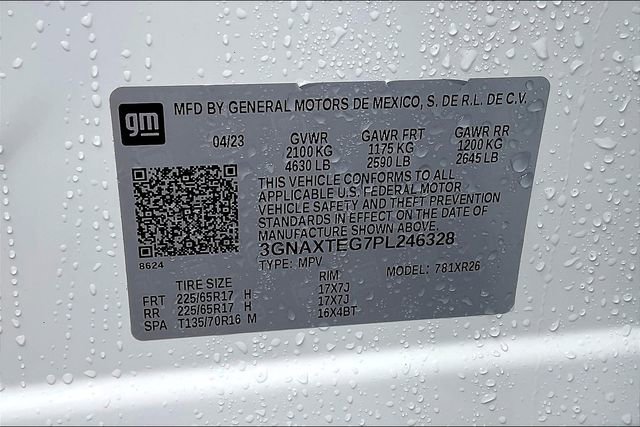 gm
MFD BY GENERAL MOTORS DE MEXICO, S. DE R.L. DE C.V.
04/23 GVWR GAWR FRT GAWR RR
2100 KG 1175 KG 1200 KG
4630 LB 2590 LB 2645 LB
THIS VEHICLE CONFORMS TO ALL
APPLICABLE U.S. FEDERAL MOTOR
VEHICLE SAFETY AND THEFT PREVENTION
STANDARDS IN EFFECT ON THE DATE OF
MANUFACTURE SHOWN ABOVE.
3GNAXTEG7PL246328
8624
TYPE: MPV MODEL: 781XR26
TIRE SIZE RIM
FRT 225/65R17 H 17X7J
RR 225/65R17 H 17X7J
SPA T135/70R16 M 16X4BT